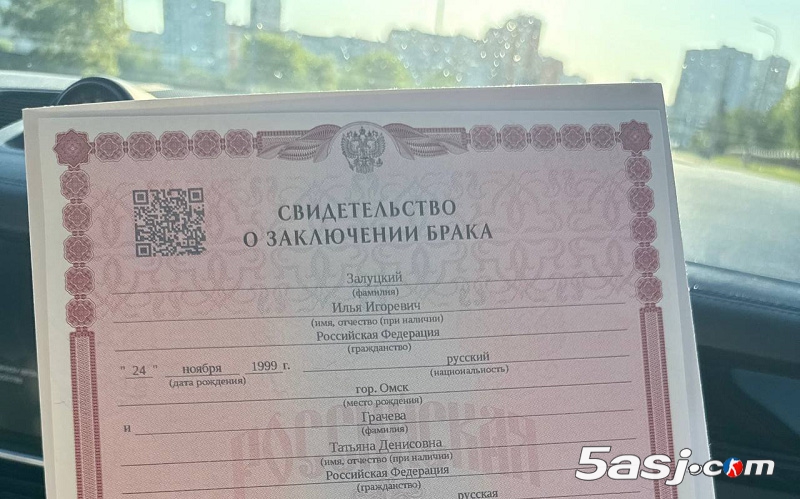 СВИДЕТЕЛЬСТВО
О ЗАКЛЮЧЕНИИ БРАКА
Залуцкий
(фамилия)
Илья Игоревич
(имя, отчество (при наличии)
Российская Федерация
(гражданство)
"24" ноября 1999 г. русский
(дата рождения) (национальность)
гор. Омск
(место рождения)
и Грачева
(фамилия)
Татьяна Денисовна
(имя, отчество (при наличии)
Российская Федерация
(гражданство)
русская
РОССИЙСКАЯ
5asj.com